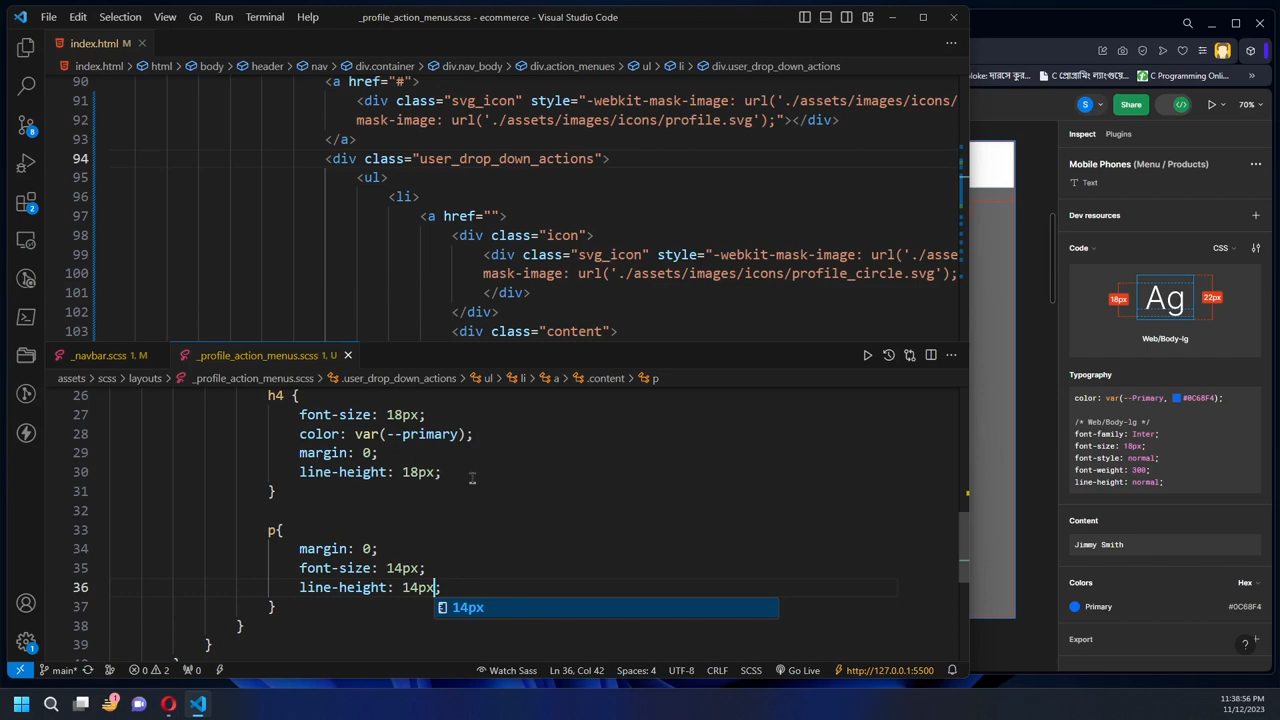 File Edit Selection View Go Run Terminal Help
_profile_action_menus.scss - ecommerce - Visual Studio Code
index.html M
index.html html body header nav div.container div.nav_body div.action_menues ul li div.user_drop_down_actions
90 <a href="#">
91 <div class="svg_icon" style="-webkit-mask-image: url('./assets/images/icons/
92 mask-image: url('./assets/images/icons/profile.svg');"></div>
93 </a>
94 <div class="user_drop_down_actions">
95 <ul>
96 <li>
97 <a href="">
98 <div class="icon">
99 <div class="svg_icon" style="-webkit-mask-image: url('./asse
100 mask-image: url('./assets/images/icons/profile_circle.svg');
101 </div>
102 </div>
103 <div class="content">
_navbar.scss M _profile_action_menus.scss 1, U
assets scss layouts _profile_action_menus.scss .user_drop_down_actions ul li a .content p
26 h4 {
27 font-size: 18px;
28 color: var(--primary);
29 margin: 0;
30 line-height: 18px;
31 }
32
33 p{
34 margin: 0;
35 font-size: 14px;
36 line-height: 14px;
37 }
14px
38 }
39 }
main* 0 2 0 Watch Sass Ln 36, Col 42 Spaces: 4 UTF-8 CRLF SCSS Go Live http://127.0.0.1:5500
8
2
1
loke: দারসে কুর... C প্রোগ্রামিং ল্যাংগুয়ে... C Programming Onli...
S Share 70%
Inspect Plugins
Mobile Phones (Menu / Products)
Text
Dev resources
Code CSS
18px Ag 22px
Web/Body-lg
Typography
color: var(--Primary, #0C68F4);
/* Web/Body-lg */
font-family: Inter;
font-size: 18px;
font-style: normal;
font-weight: 300;
line-height: normal;
Content
Jimmy Smith
Colors Hex
Primary #0C68F4
Export
?
11:38:56 PM
11/12/2023